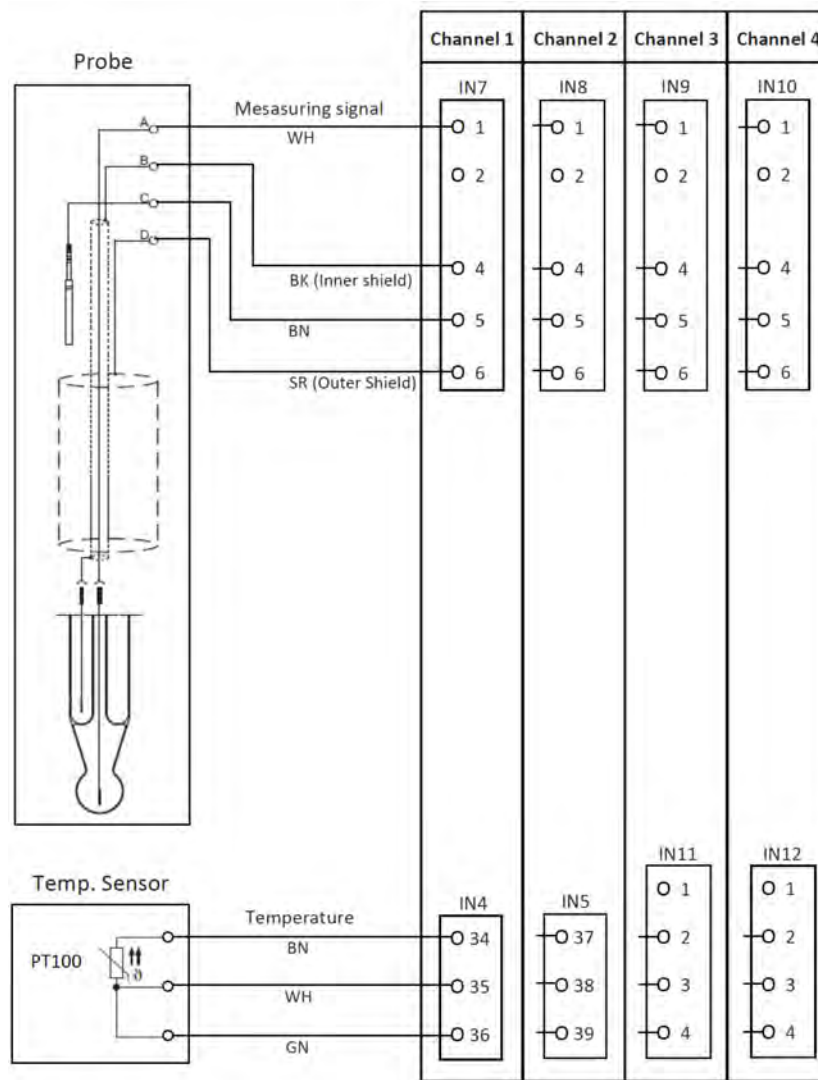 Channel 1 Channel 2 Channel 3 Channel 4
Probe
IN7 IN8 IN9 IN10
Mesasuring signal
A 1 1 1 1
WH
B 2 2 2 2
C
D
4 4 4 4
BK (Inner shield)
5 5 5 5
BN
6 6 6 6
SR (Outer Shield)
IN11 IN12
Temp. Sensor
1 1
IN4 IN5
Temperature
34 37 2 2
BN
PT100
ϑ
35 38 3 3
WH
36 39 4 4
GN